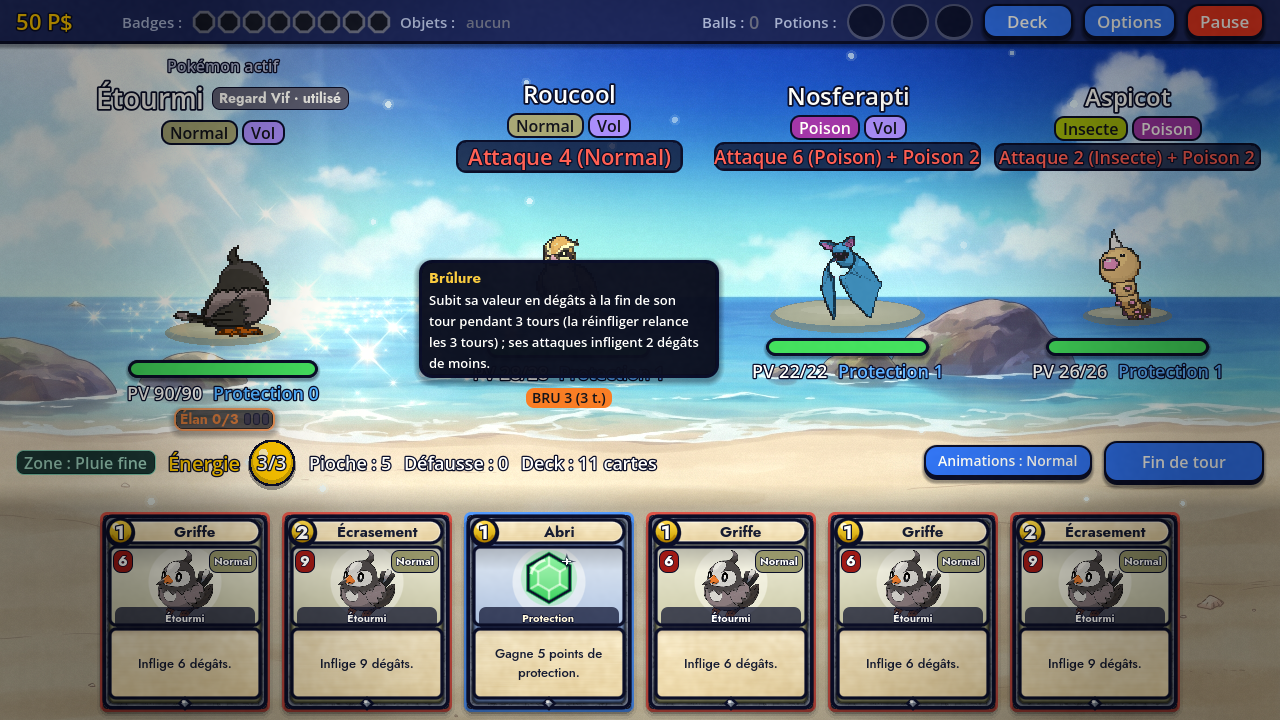 50 P$
Badges :
Objets : aucun
Balls : 0
Potions :
Deck
Options
Pause
Pokémon actif
Étourmi
Regard Vif · utilisé
Normal
Vol
Roucool
Normal
Vol
Attaque 4 (Normal)
Nosferapti
Poison
Vol
Attaque 6 (Poison) + Poison 2
Aspicot
Insecte
Poison
Attaque 2 (Insecte) + Poison 2
Brûlure
Subit sa valeur en dégâts à la fin de son
tour pendant 3 tours (la réinfliger relance
les 3 tours) ; ses attaques infligent 2 dégâts
de moins.
PV 90/90 Protection 0
Élan 0/3
BRU 3 (3 t.)
PV 22/22 Protection 1
PV 26/26 Protection 1
Zone : Pluie fine
Énergie
3/3
Pioche : 5
Défausse : 0
Deck : 11 cartes
Animations : Normal
Fin de tour
1
Griffe
6
Normal
Étourmi
Inflige 6 dégâts.
2
Écrasement
9
Normal
Étourmi
Inflige 9 dégâts.
1
Abri
Protection
Gagne 5 points de
protection.
1
Griffe
6
Normal
Étourmi
Inflige 6 dégâts.
1
Griffe
6
Normal
Étourmi
Inflige 6 dégâts.
2
Écrasement
9
Normal
Étourmi
Inflige 9 dégâts.